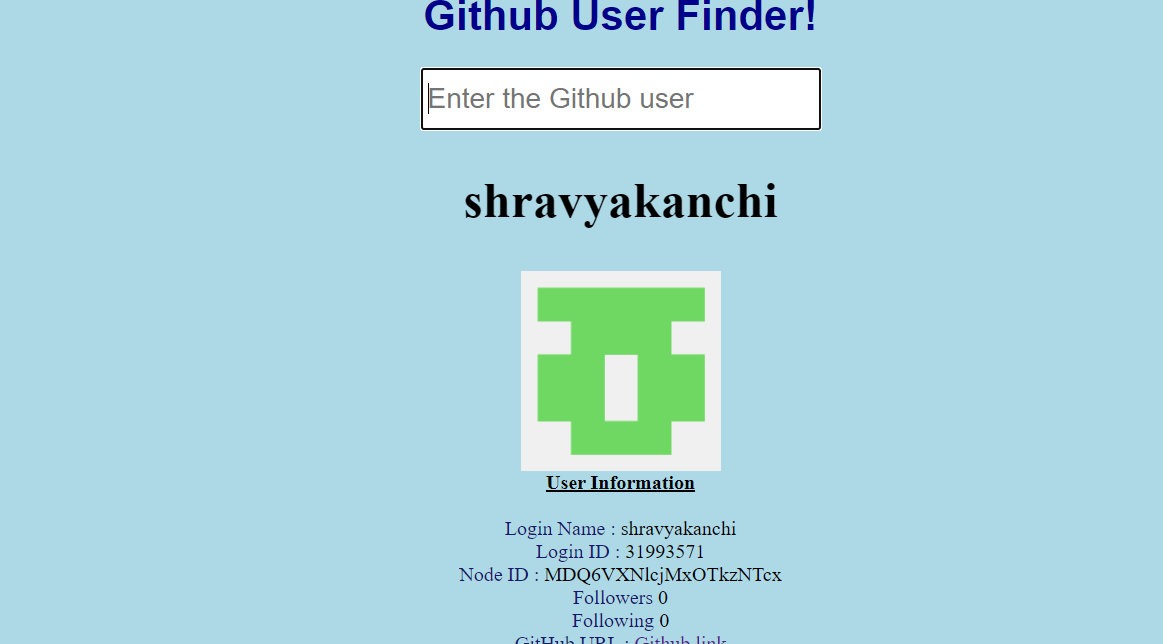 Github User Finder!
Enter the Github user
shravyakanchi
User Information
Login Name : shravyakanchi
Login ID : 31993571
Node ID : MDQ6VXNlcjMxOTkzNTcx
Followers 0
Following 0
GitHub URL : Github link